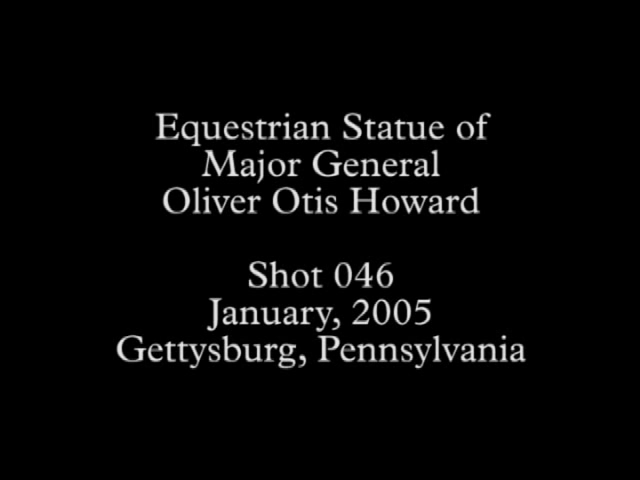 Equestrian Statue of
Major General
Oliver Otis Howard
Shot 046
January, 2005
Gettysburg, Pennsylvania